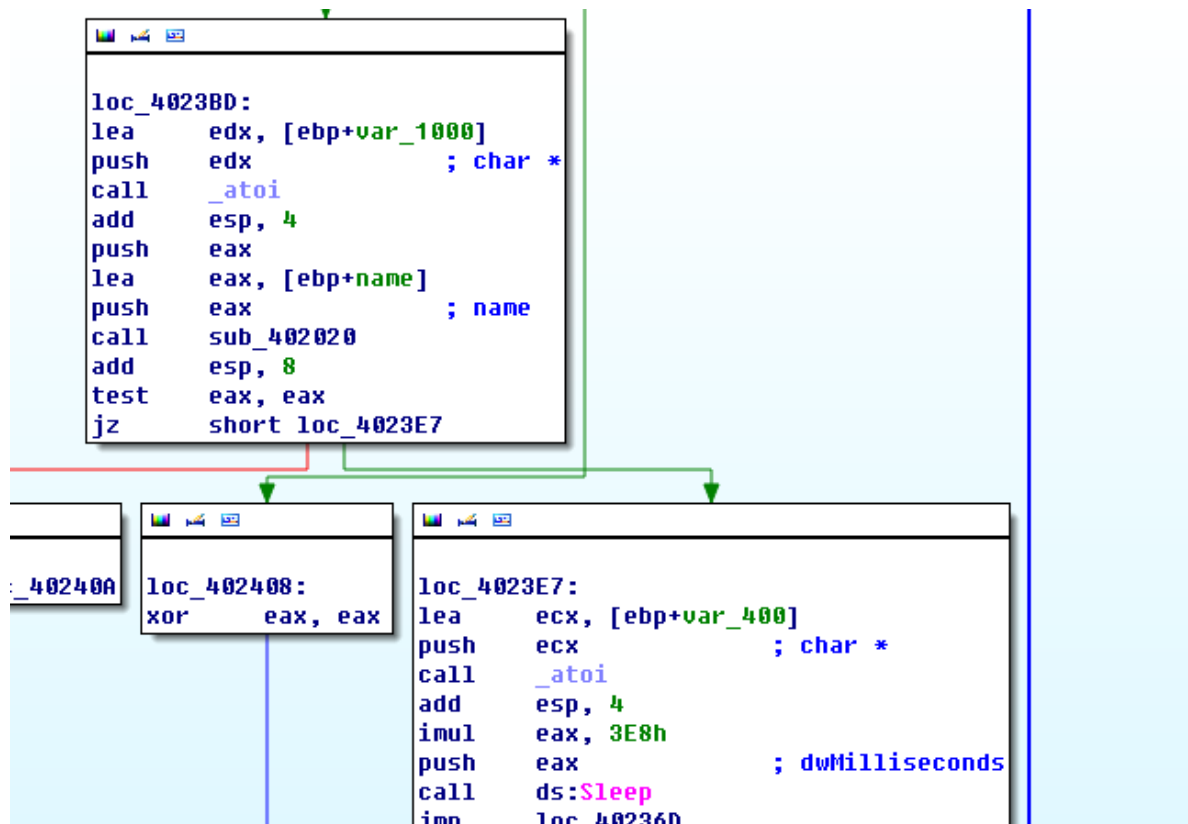 loc_4023BD:
lea edx, [ebp+var_1000]
push edx ; char *
call _atoi
add esp, 4
push eax
lea eax, [ebp+name]
push eax ; name
call sub_402020
add esp, 8
test eax, eax
jz short loc_4023E7
_40240A
loc_402408:
xor eax, eax
loc_4023E7:
lea ecx, [ebp+var_400]
push ecx ; char *
call _atoi
add esp, 4
imul eax, 3E8h
push eax ; dwMilliseconds
call ds:Sleep
jmp loc_40236D